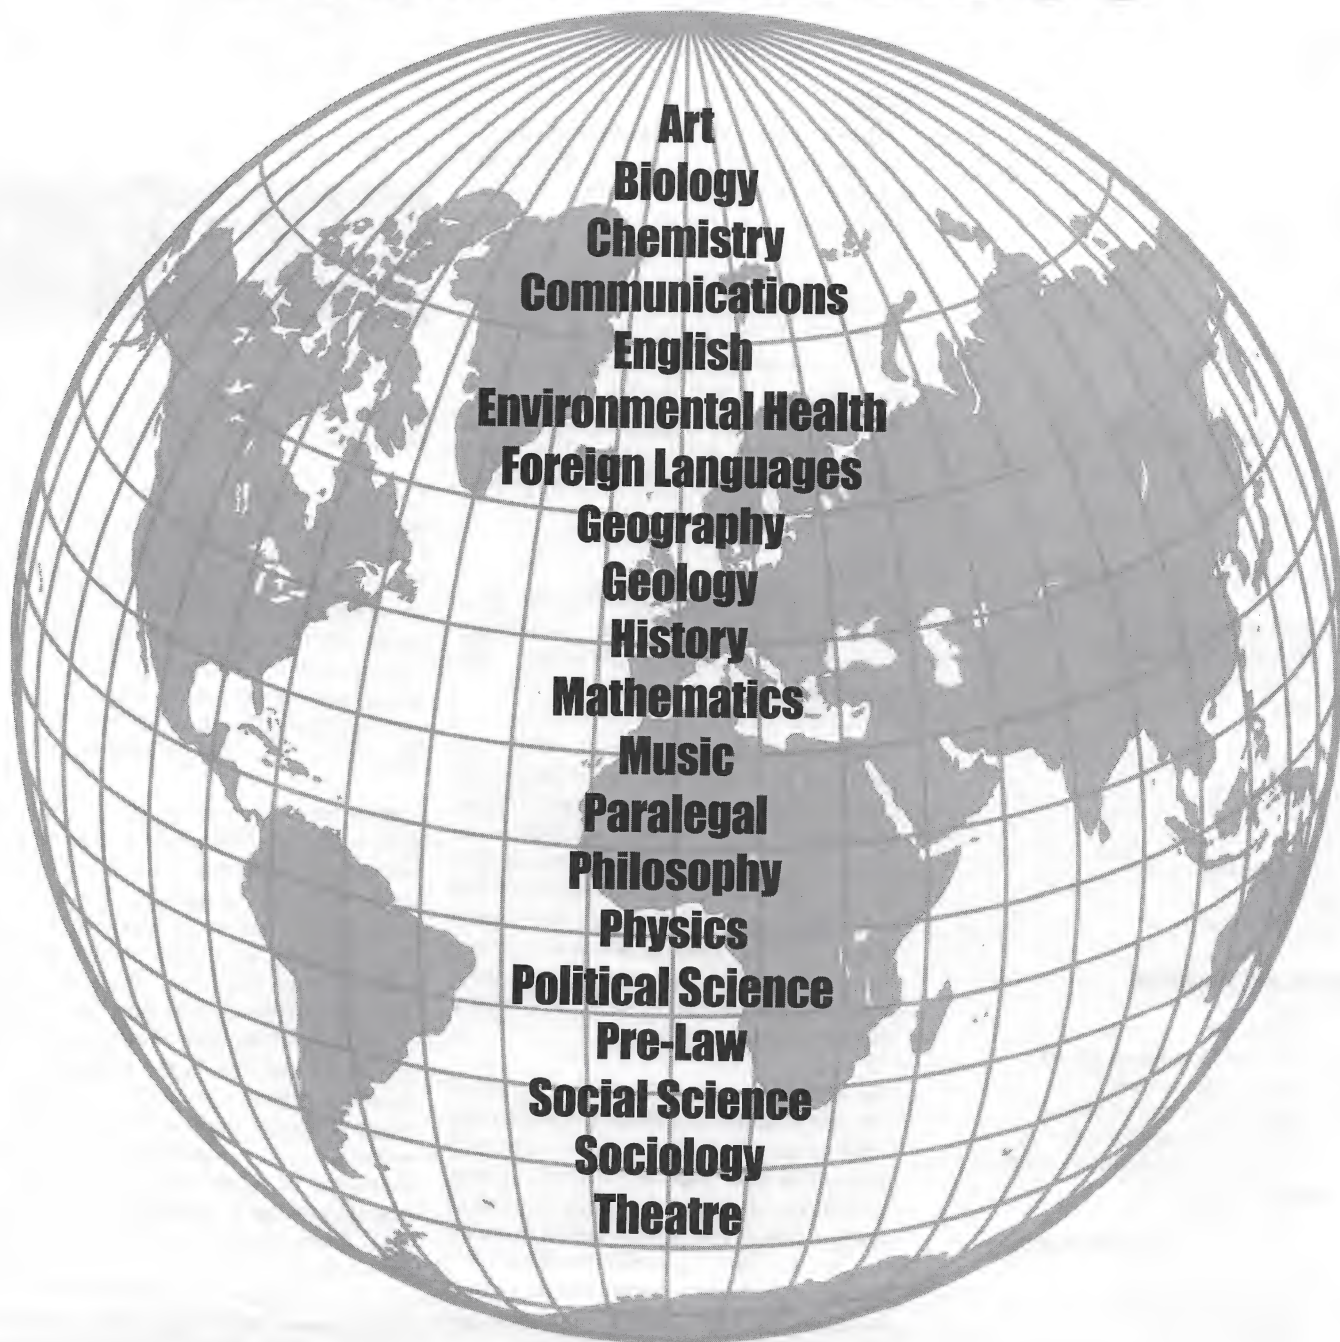 Art
Biology
Chemistry
Communications
English
Environmental Health
Foreign Languages
Geography
Geology
History
Mathematics
Music
Paralegal
Philosophy
Physics
Political Science
Pre-Law
Social Science
Sociology
Theatre